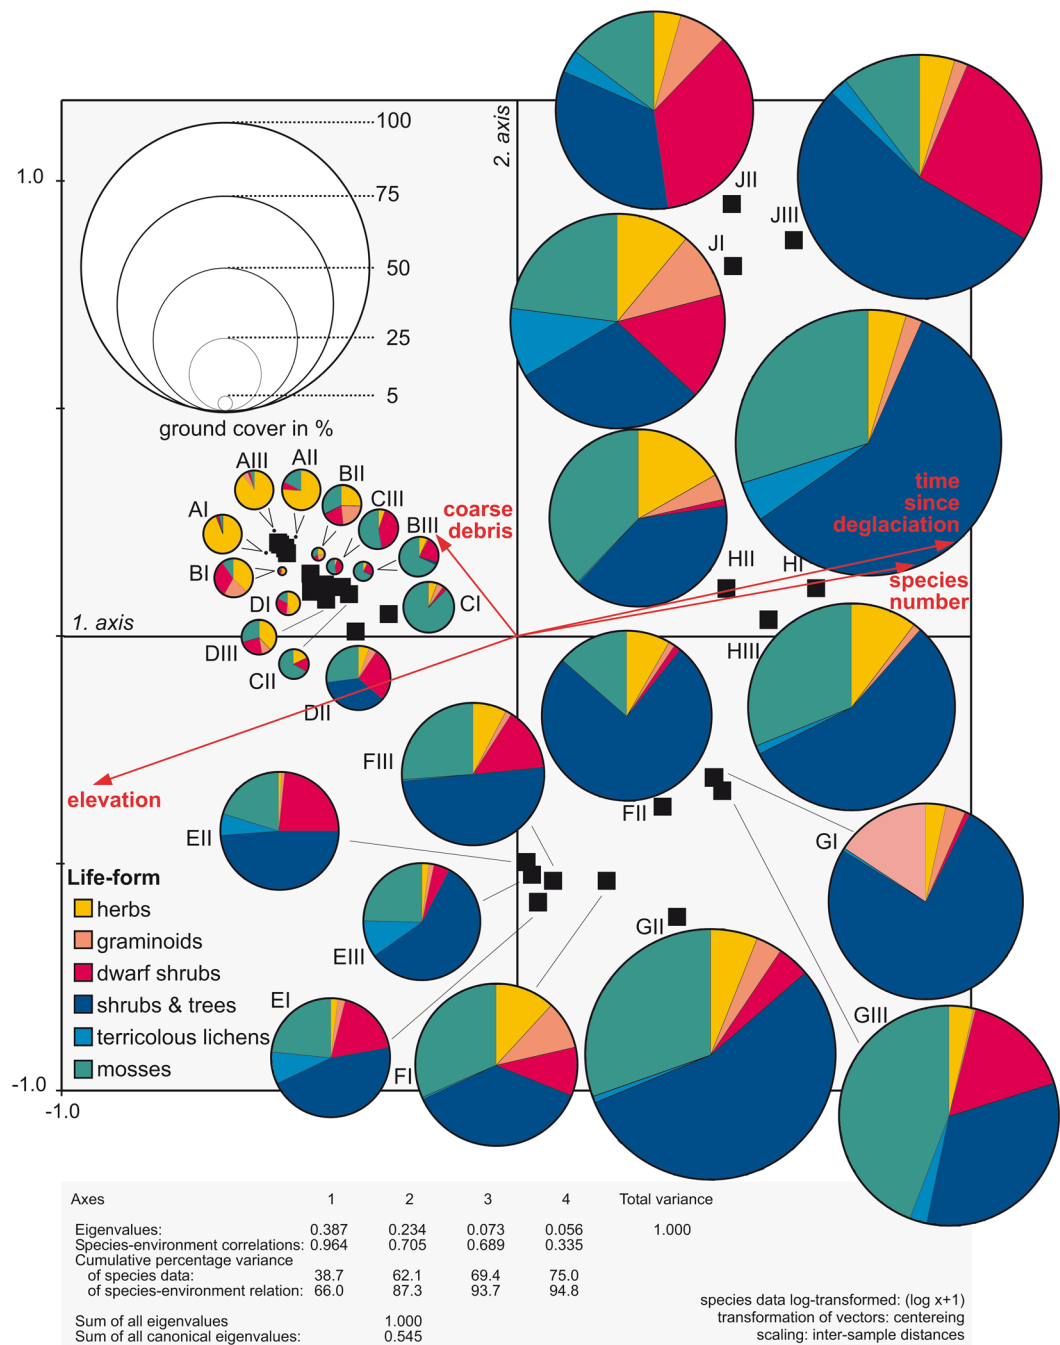 2. axis
100
75
50
25
5
ground cover in %
1.0
JII
JIII
JI
AIII
AII
BII
CIII
BIII
AI
BI
DI
CI
DIII
CII
DII
coarse
debris
time
since
deglaciation
species
number
HII
HI
HIII
1. axis
elevation
FIII
FII
EII
GI
Life-form
herbs
graminoids
dwarf shrubs
shrubs & trees
terricolous lichens
mosses
EIII
GII
EI
FI
GIII
-1.0
-1.0
Axes 1 2 3 4 Total variance
Eigenvalues: 0.387 0.234 0.073 0.056 1.000
Species-environment correlations: 0.964 0.705 0.689 0.335
Cumulative percentage variance
of species data: 38.7 62.1 69.4 75.0
of species-environment relation: 66.0 87.3 93.7 94.8
Sum of all eigenvalues 1.000
Sum of all canonical eigenvalues: 0.545
species data log-transformed: (log x+1)
transformation of vectors: centereing
scaling: inter-sample distances